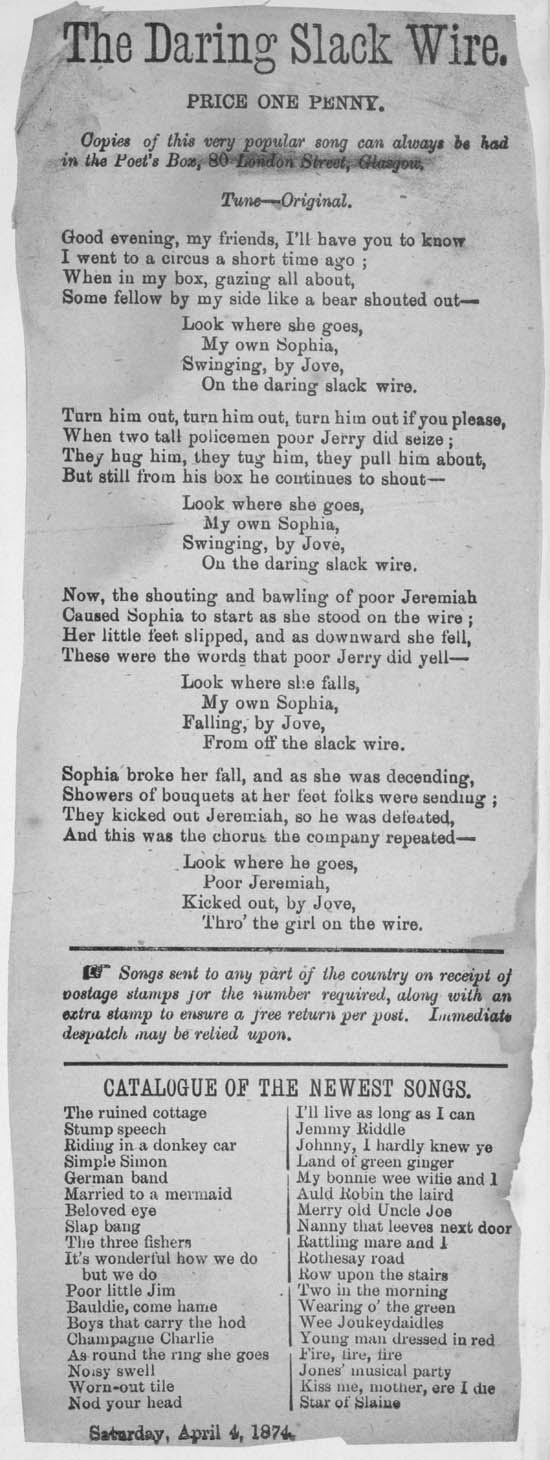 The Daring Slack Wire.
PRICE ONE PENNY.
Copies of this very popular song can always be had
in the Poet's Box, 80 London Street, Glasgow.
Tune—Original.
Good evening, my friends, I'll have you to know
I went to a circus a short time ago ;
When in my box, gazing all about,
Some fellow by my side like a bear shouted out—
Look where she goes,
My own Sophia,
Swinging, by Jove,
On the daring slack wire.
Turn him out, turn him out, turn him out if you please,
When two tall policemen poor Jerry did seize ;
They hug him, they tug him, they pull him about,
But still from his box he continues to shout—
Look where she goes,
My own Sophia,
Swinging, by Jove,
On the daring slack wire.
Now, the shouting and bawling of poor Jeremiah
Caused Sophia to start as she stood on the wire ;
Her little feet slipped, and as downward she fell,
These were the words that poor Jerry did yell—
Look where she falls,
My own Sophia,
Falling, by Jove,
From off the slack wire.
Sophia broke her fall, and as she was decending,
Showers of bouquets at her feet folks were sending ;
They kicked out Jeremiah, so he was defeated,
And this was the chorus the company repeated—
Look where he goes,
Poor Jeremiah,
Kicked out, by Jove,
Thro' the girl on the wire.
☞ Songs sent to any part of the country on receipt of
postage stamps for the number required, along with an
extra stamp to ensure a free return per post. Immediate
despatch may be relied upon.
CATALOGUE OF THE NEWEST SONGS.
The ruined cottage
Stump speech
Riding in a donkey car
Simple Simon
German band
Married to a mermaid
Beloved eye
Slap bang
The three fishers
It's wonderful how we do
but we do
Poor little Jim
Bauldie, come hame
Boys that carry the hod
Champagne Charlie
As round the ring she goes
Noisy swell
Worn-out tile
Nod your head
I'll live as long as I can
Jemmy Riddle
Johnny, I hardly knew ye
Land of green ginger
My bonnie wee wifie and I
Auld Robin the laird
Merry old Uncle Joe
Nanny that leeves next door
Rattling mare and I
Rothesay road
Row upon the stairs
Two in the morning
Wearing o' the green
Wee Joukeydaidles
Young man dressed in red
Fire, fire, fire
Jones' musical party
Kiss me, mother, ere I die
Star of Slaine
Saturday, April 4, 1874.